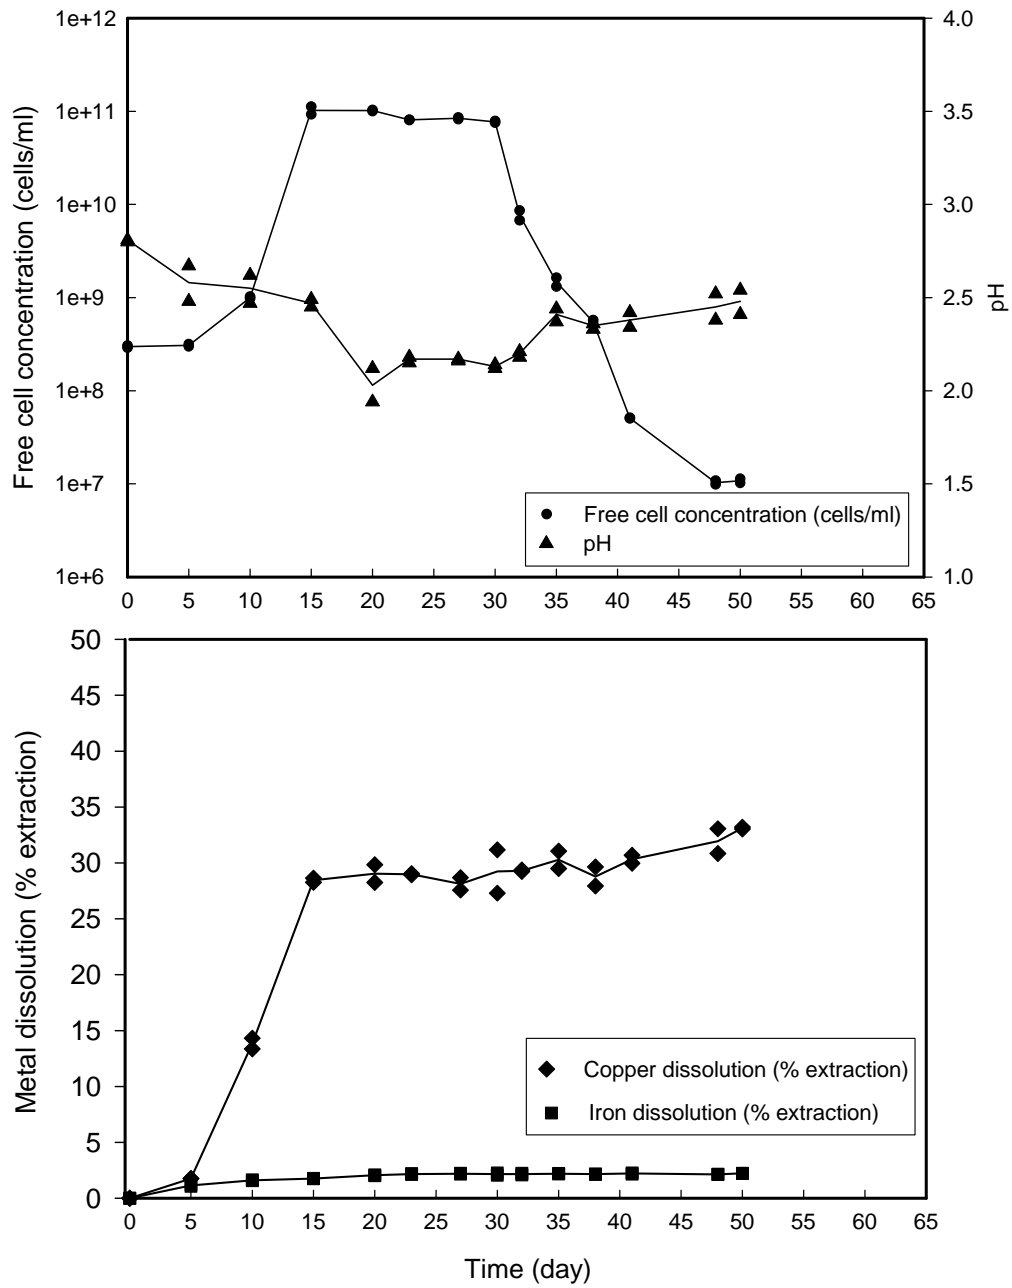 1e+12
1e+11
1e+10
1e+9
1e+8
1e+7
1e+6
Free cell concentration (cells/ml)
4.0
3.5
3.0
2.5
2.0
1.5
1.0
pH
Free cell concentration (cells/ml)
pH
0 5 10 15 20 25 30 35 40 45 50 55 60 65
50
45
40
35
30
25
20
15
10
5
0
Metal dissolution (% extraction)
Copper dissolution (% extraction)
Iron dissolution (% extraction)
0 5 10 15 20 25 30 35 40 45 50 55 60 65
Time (day)